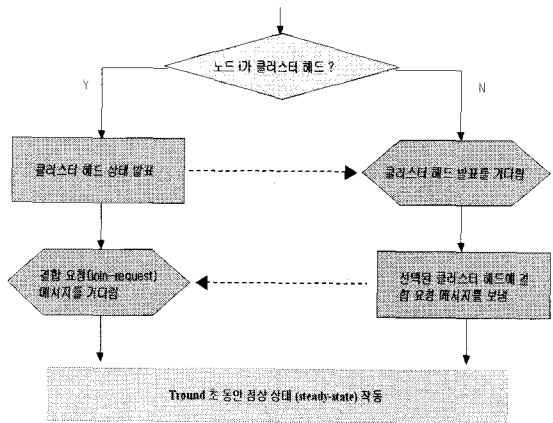 노드 i가 클러스터 헤드 ?
Y
N
클러스터 헤드 상태 발표
클러스터 헤드 발표를 기다림
결합 요청(join-request)
메시지를 기다림
선택된 클러스터 헤드에 결
합 요청 메시지를 보냄
Tround 초 동안 정상 상태 (steady-state) 작동